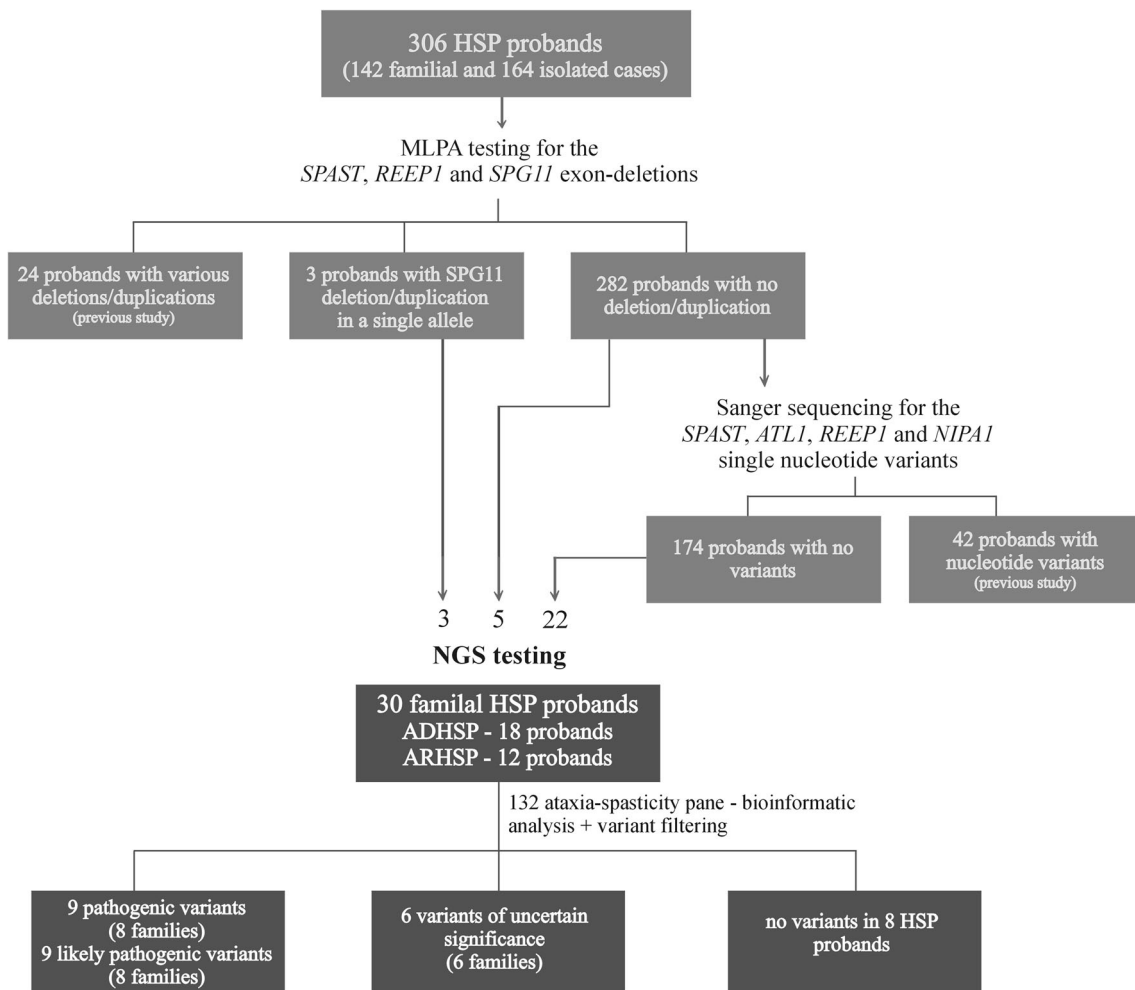 306 HSP probands
(142 familial and 164 isolated cases)
MLPA testing for the
SPAST, REEP1 and SPG11 exon-deletions
24 probands with various
deletions/duplications
(previous study)
3 probands with SPG11
deletion/duplication
in a single allele
282 probands with no
deletion/duplication
Sanger sequencing for the
SPAST, ATL1, REEP1 and NIPA1
single nucleotide variants
174 probands with no
variants
42 probands with
nucleotide variants
(previous study)
3 5 22
NGS testing
30 familal HSP probands
ADHSP - 18 probands
ARHSP - 12 probands
132 ataxia-spasticity pane - bioinformatic
analysis + variant filtering
9 pathogenic variants
(8 families)
9 likely pathogenic variants
(8 families)
6 variants of uncertain
significance
(6 families)
no variants in 8 HSP
probands